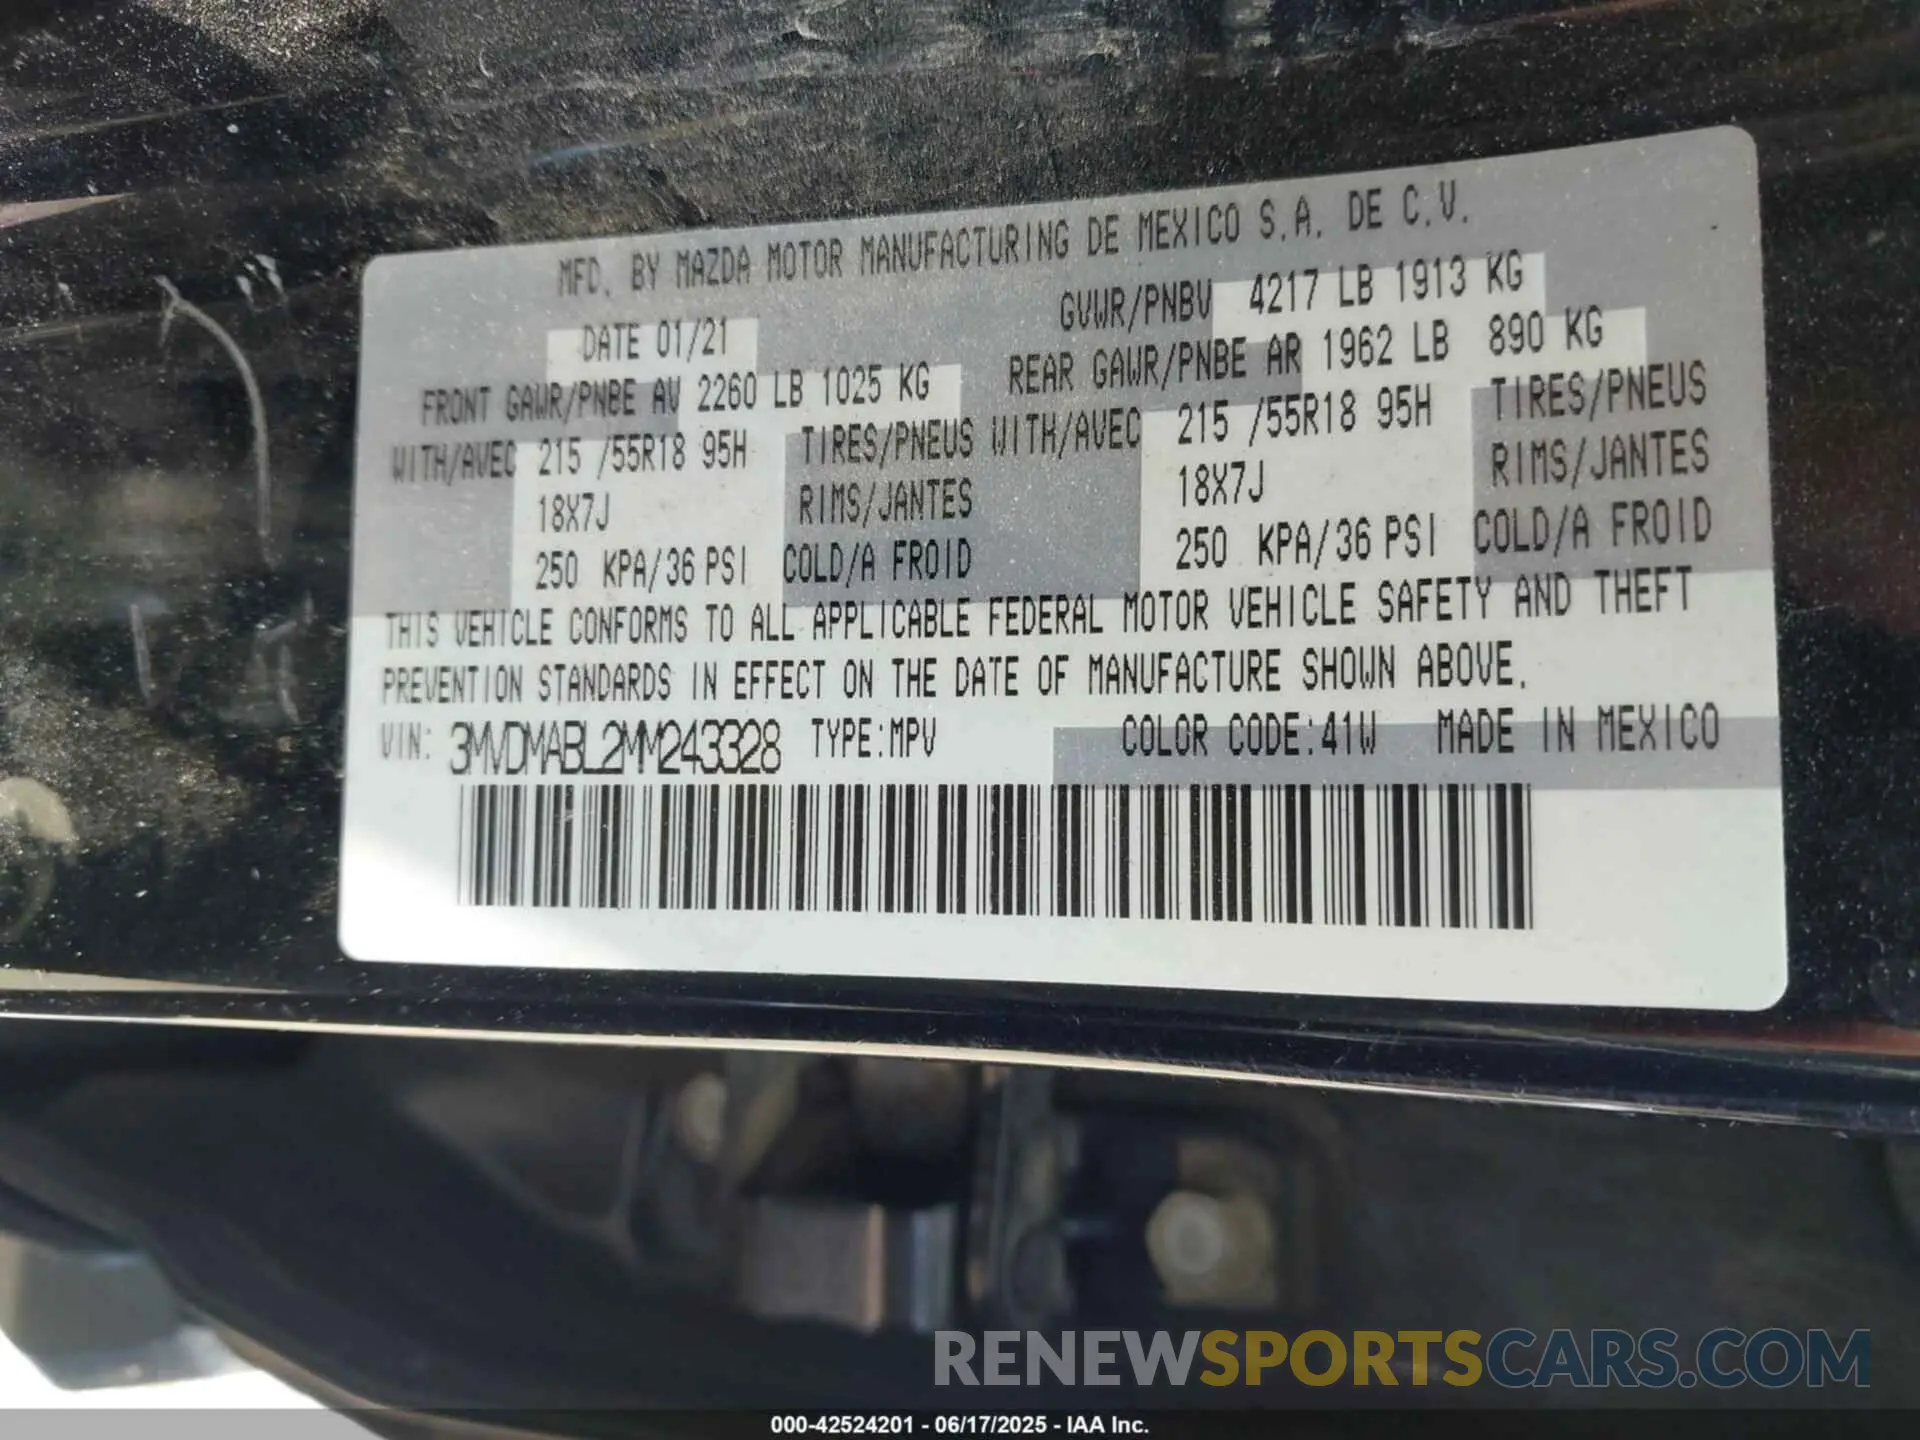 MFD. BY MAZDA MOTOR MANUFACTURING DE MEXICO S.A. DE C.V.
DATE 01/21 GVWR/PNBV 4217 LB 1913 KG
FRONT GAWR/PNBE AV 2260 LB 1025 KG REAR GAWR/PNBE AR 1962 LB 890 KG
WITH/AVEC 215 /55R18 95H TIRES/PNEUS WITH/AVEC 215 /55R18 95H TIRES/PNEUS
18X7J RIMS/JANTES 18X7J RIMS/JANTES
250 KPA/36 PSI COLD/A FROID 250 KPA/36 PSI COLD/A FROID
THIS VEHICLE CONFORMS TO ALL APPLICABLE FEDERAL MOTOR VEHICLE SAFETY AND THEFT
PREVENTION STANDARDS IN EFFECT ON THE DATE OF MANUFACTURE SHOWN ABOVE.
VIN: 3MVDMABL2MM243328 TYPE:MPV COLOR CODE:41W MADE IN MEXICO
RENEWSPORTSCARS.COM
000-42524201 - 06/17/2025 - IAA Inc.